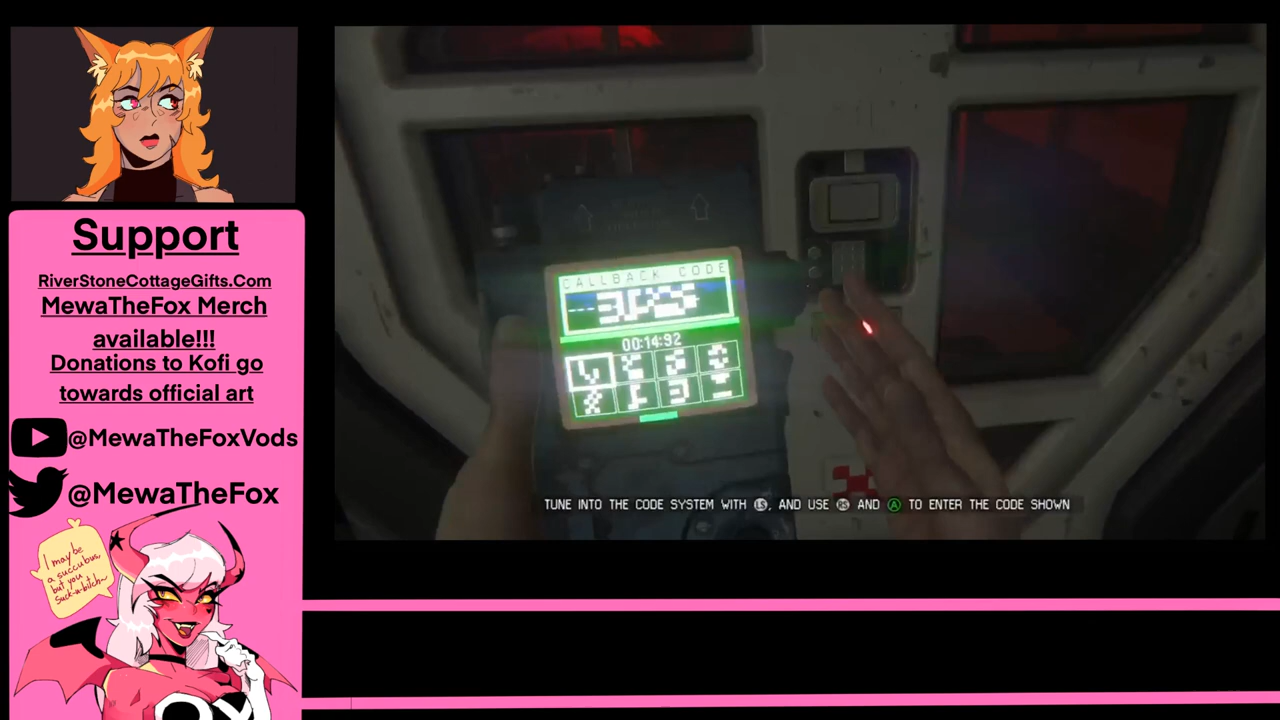 Support
RiverStoneCottageGifts.Com
MewaTheFox Merch
available!!!
Donations to Kofi go
towards official art
@MewaTheFoxVods
@MewaTheFox
I may be
a succubus,
but you
suck-a-bitch~
CALLBACK CODE
00:14:92
TUNE INTO THE CODE SYSTEM WITH LS, AND USE RS AND A TO ENTER THE CODE SHOWN